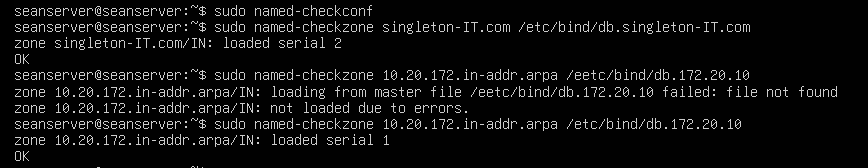 seanserver@seanserver:~$ sudo named-checkconf
seanserver@seanserver:~$ sudo named-checkzone singleton-IT.com /etc/bind/db.singleton-IT.com
zone singleton-IT.com/IN: loaded serial 2
OK
seanserver@seanserver:~$ sudo named-checkzone 10.20.172.in-addr.arpa /eetc/bind/db.172.20.10
zone 10.20.172.in-addr.arpa/IN: loading from master file /eetc/bind/db.172.20.10 failed: file not found
zone 10.20.172.in-addr.arpa/IN: not loaded due to errors.
seanserver@seanserver:~$ sudo named-checkzone 10.20.172.in-addr.arpa /etc/bind/db.172.20.10
zone 10.20.172.in-addr.arpa/IN: loaded serial 1
OK